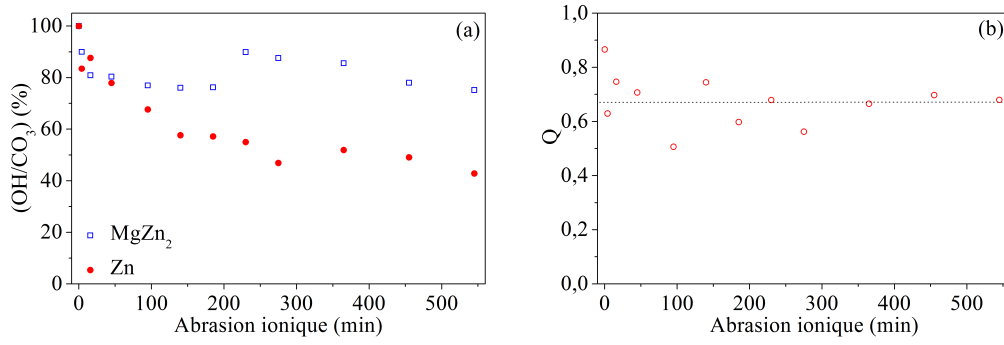 (a)
(OH/CO3) (%)
100
80
60
40
20
0
MgZn2
Zn
0 100 200 300 400 500
Abrasion ionique (min)
(b)
Q
1,0
0,8
0,6
0,4
0,2
0,0
0 100 200 300 400 500
Abrasion ionique (min)